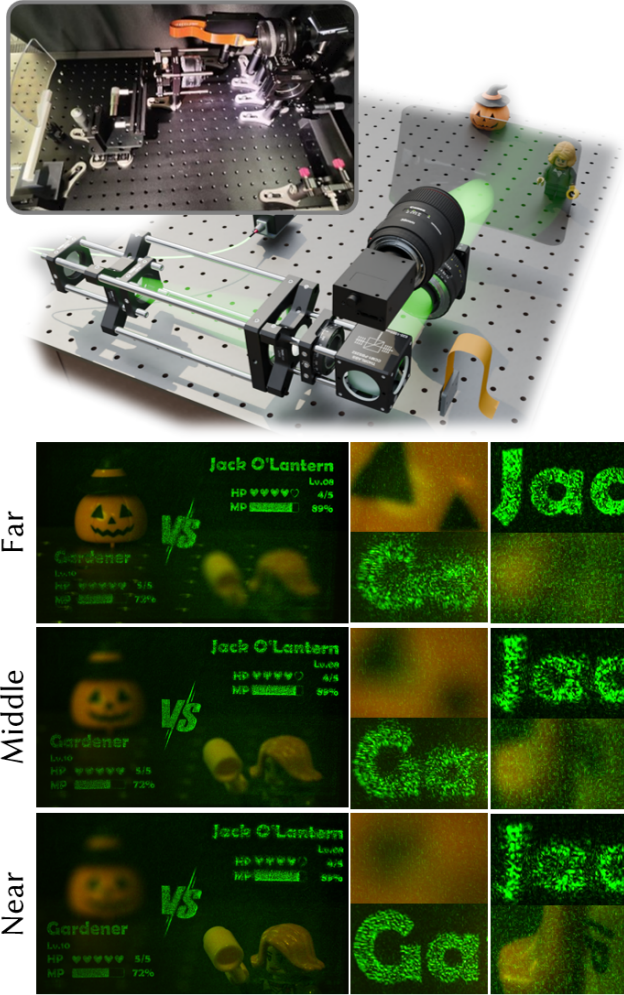 Far
Jack O'Lantern
Lv.08
HP 4/5
MP 89%
VS
Gardener
Lv.10
HP 5/5
MP 72%
Jac
Ga
Middle
Jack O'Lantern
Lv.08
HP 4/5
MP 89%
VS
Gardener
Lv.10
HP 5/5
MP 72%
Jac
Ga
Near
Jack O'Lantern
Lv.08
HP 4/5
MP 89%
VS
Gardener
Lv.10
HP 5/5
MP 72%
Jac
Ga